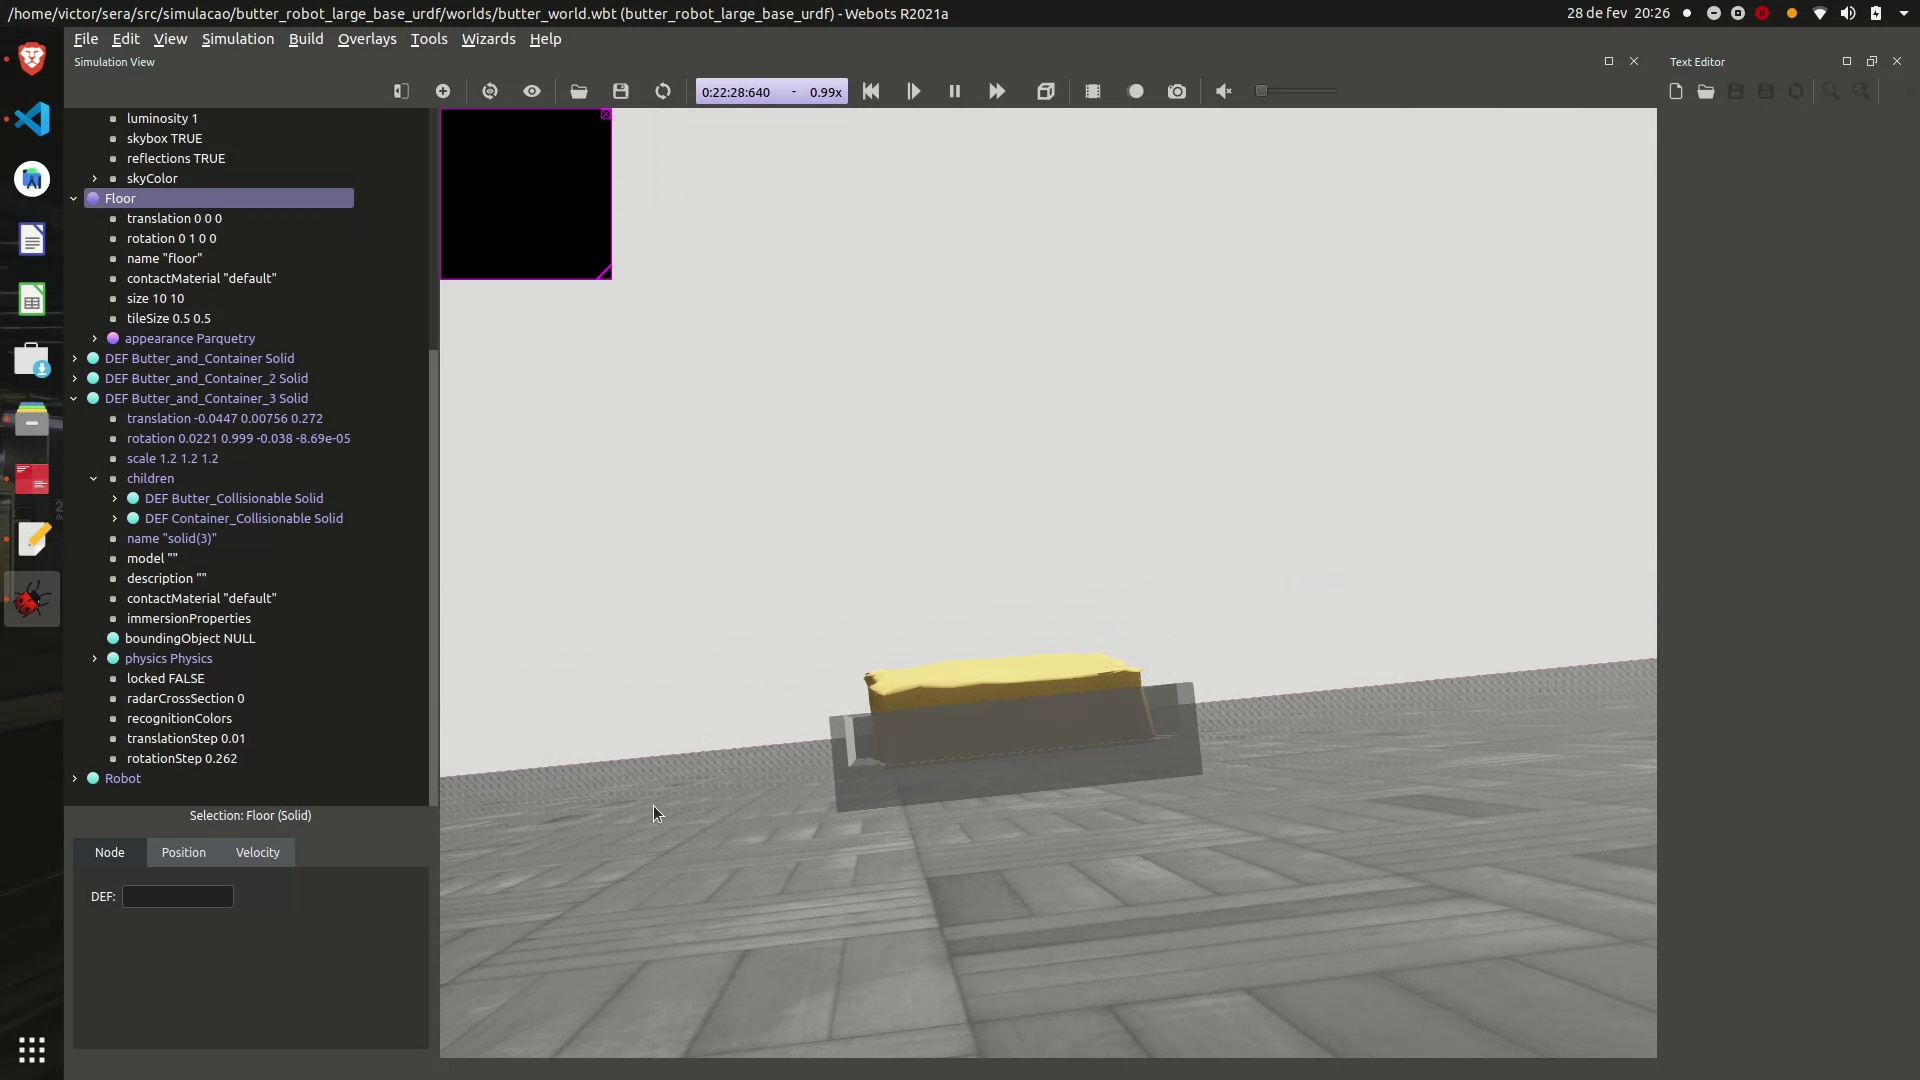 /home/victor/sera/src/simulacao/butter_robot_large_base_urdf/worlds/butter_world.wbt (butter_robot_large_base_urdf) - Webots R2021a
28 de fev 20:26
File Edit View Simulation Build Overlays Tools Wizards Help
Simulation View
Text Editor
0:22:28:640 - 0.99x
luminosity 1
skybox TRUE
reflections TRUE
skyColor
Floor
translation 0 0 0
rotation 0 1 0 0
name "floor"
contactMaterial "default"
size 10 10
tileSize 0.5 0.5
appearance Parquetry
DEF Butter_and_Container Solid
DEF Butter_and_Container_2 Solid
DEF Butter_and_Container_3 Solid
translation -0.0447 0.00756 0.272
rotation 0.0221 0.999 -0.038 -8.69e-05
scale 1.2 1.2 1.2
children
DEF Butter_Collisionable Solid
DEF Container_Collisionable Solid
name "solid(3)"
model ""
description ""
contactMaterial "default"
immersionProperties
boundingObject NULL
physics Physics
locked FALSE
radarCrossSection 0
recognitionColors
translationStep 0.01
rotationStep 0.262
Robot
Selection: Floor (Solid)
Node Position Velocity
DEF: